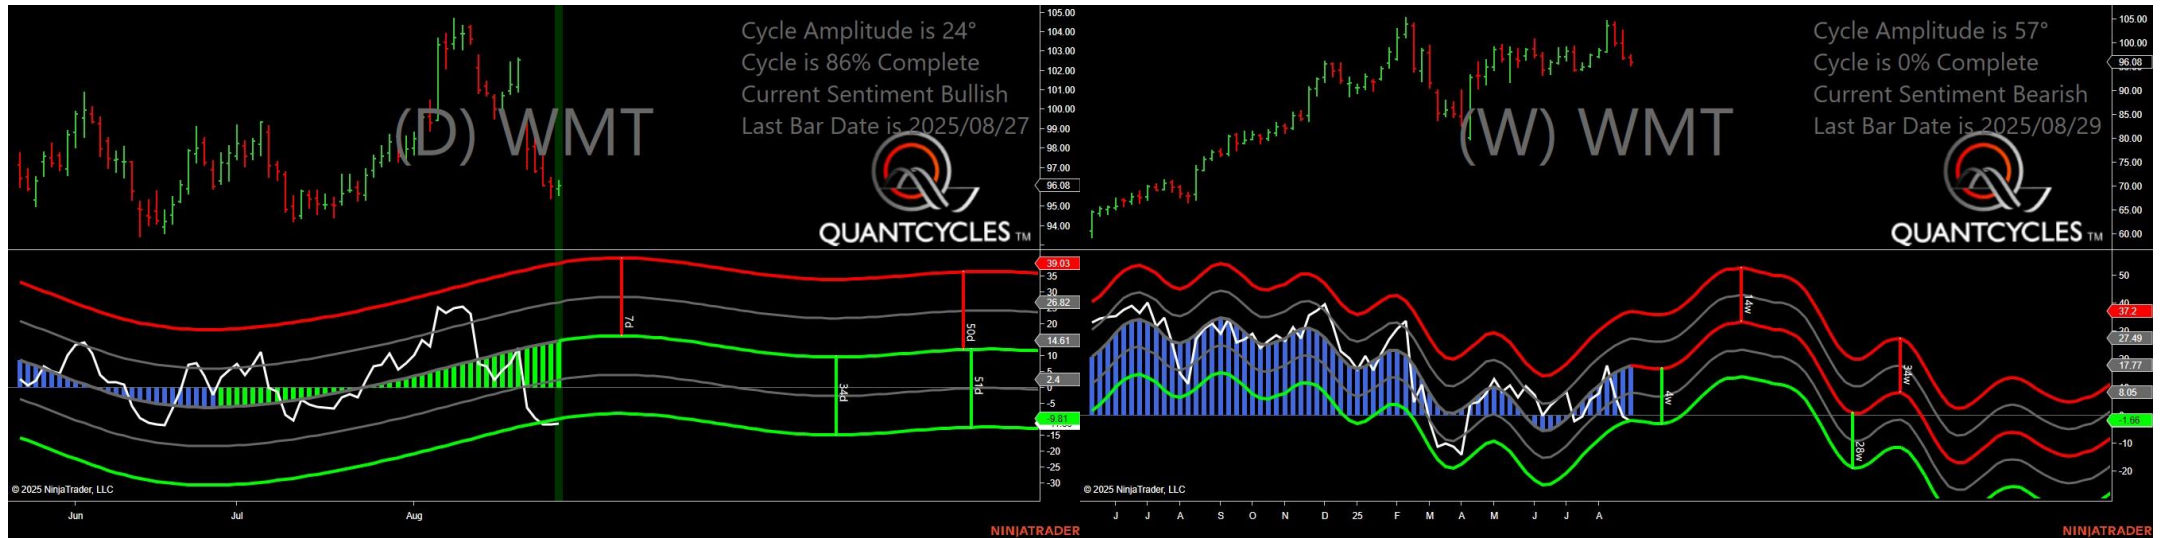 Cycle Amplitude is 24°
Cycle is 86% Complete
Current Sentiment Bullish
Last Bar Date is 2025/08/27
(D) WMT
QUANTCYCLES TM
105.00
104.00
103.00
102.00
101.00
100.00
99.00
98.00
97.00
96.08
95.00
94.00
39.03
35
30
26.82
20
14.61
10
5
2.4
0
-5
-9.81
-15
-20
-25
-30
7d
34d
50d
51d
© 2025 NinjaTrader, LLC
Jun Jul Aug
NINJATRADER
Cycle Amplitude is 57°
Cycle is 0% Complete
Current Sentiment Bearish
Last Bar Date is 2025/08/29
(W) WMT
QUANTCYCLES TM
105.00
100.00
96.08
90.00
85.00
80.00
75.00
70.00
65.00
60.00
50
37.2
27.49
17.77
8.05
-1.66
-10
-20
4w
14w
28w
34w
© 2025 NinjaTrader, LLC
J J A S O N D 25 F M A M J J A
NINJATRADER